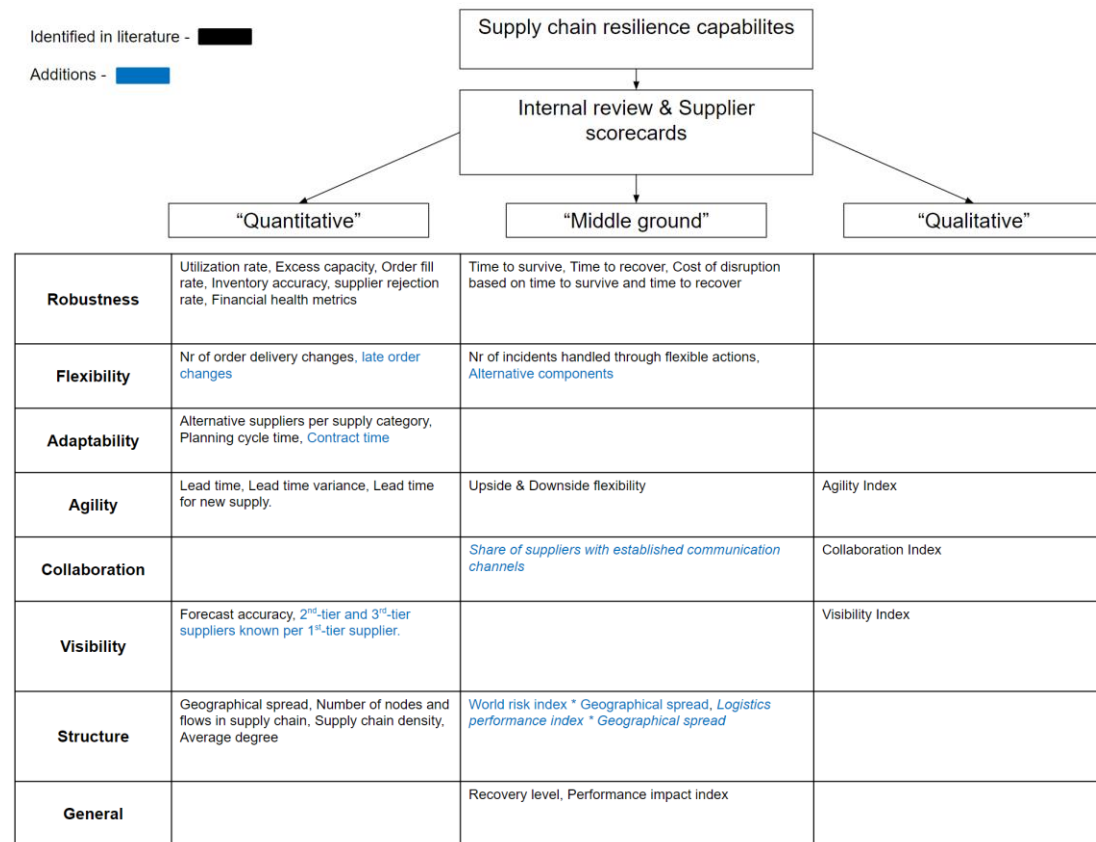 Supply chain resilience capabilites
Identified in literature -
Additions -
Internal review & Supplier
scorecards
“Quantitative”
“Middle ground”
“Qualitative”
Robustness
Utilization rate, Excess capacity, Order fill
rate, Inventory accuracy, supplier rejection
rate, Financial health metrics
Time to survive, Time to recover, Cost of disruption
based on time to survive and time to recover
Flexibility
Nr of order delivery changes, late order
changes
Nr of incidents handled through flexible actions,
Alternative components
Adaptability
Alternative suppliers per supply category,
Planning cycle time, Contract time
Agility
Lead time, Lead time variance, Lead time
for new supply.
Upside & Downside flexibility
Agility Index
Collaboration
Share of suppliers with established communication
channels
Collaboration Index
Visibility
Forecast accuracy, 2nd-tier and 3rd-tier
suppliers known per 1st-tier supplier.
Visibility Index
Structure
Geographical spread, Number of nodes and
flows in supply chain, Supply chain density,
Average degree
World risk index * Geographical spread, Logistics
performance index * Geographical spread
General
Recovery level, Performance impact index